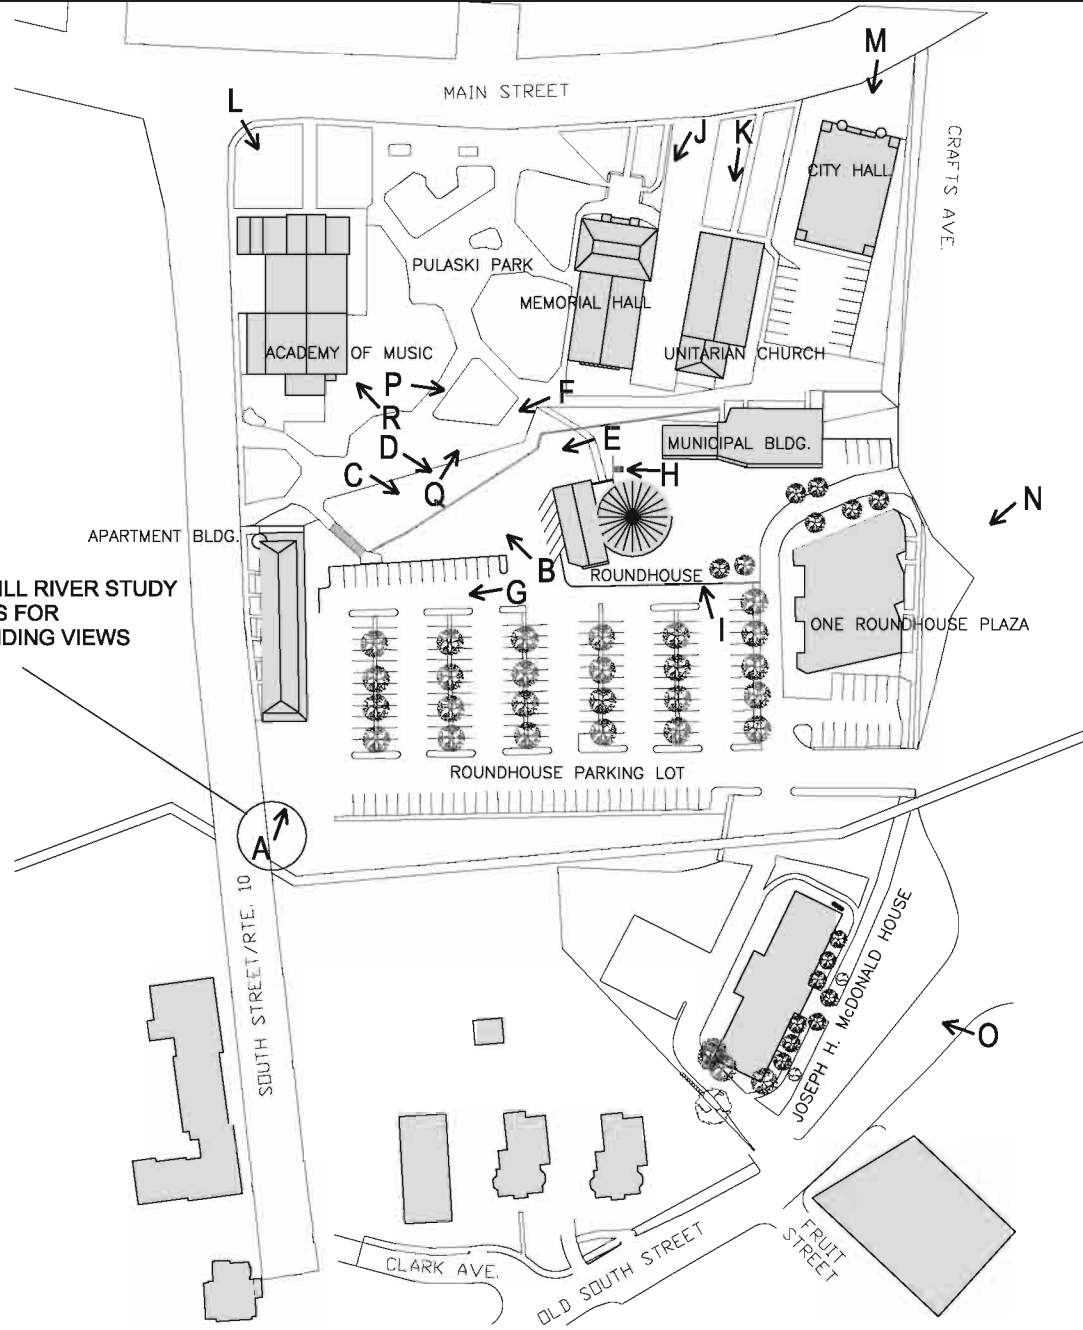 M
L
MAIN STREET
J
K
CRAFTS AVE.
CITY HALL
PULASKI PARK
MEMORIAL HALL
ACADEMY OF MUSIC
UNITARIAN CHURCH
P
F
R
D
E
MUNICIPAL BLDG.
C
Q
H
N
APARTMENT BLDG.
B
ROUNDHOUSE
G
ILL RIVER STUDY
S FOR
NDING VIEWS
I
ONE ROUNDHOUSE PLAZA
ROUNDHOUSE PARKING LOT
A
SOUTH STREET/RTE. 10
JOSEPH H. McDONALD HOUSE
O
CLARK AVE.
OLD SOUTH STREET
FRUIT
STREET